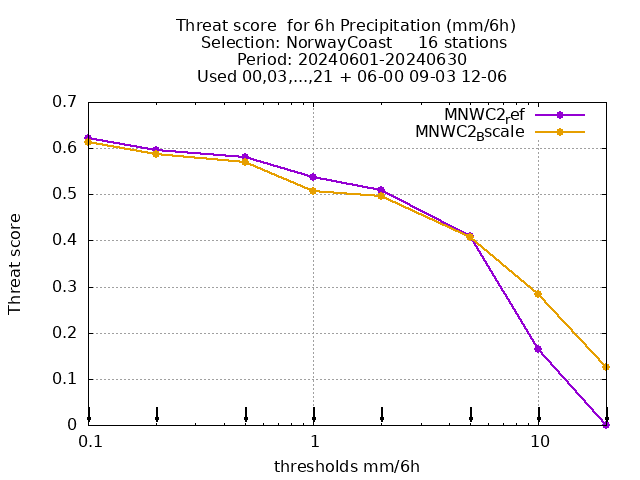 Threat score  for 6h Precipitation (mm/6h)
Selection: NorwayCoast     16 stations
Period: 20240601-20240630
Used 00,03,...,21 + 06-00 09-03 12-06
MNWC2ref
MNWC2Bscale
0.7
0.6
0.5
0.4
0.3
0.2
0.1
0
Threat score
0.1 1 10
thresholds mm/6h